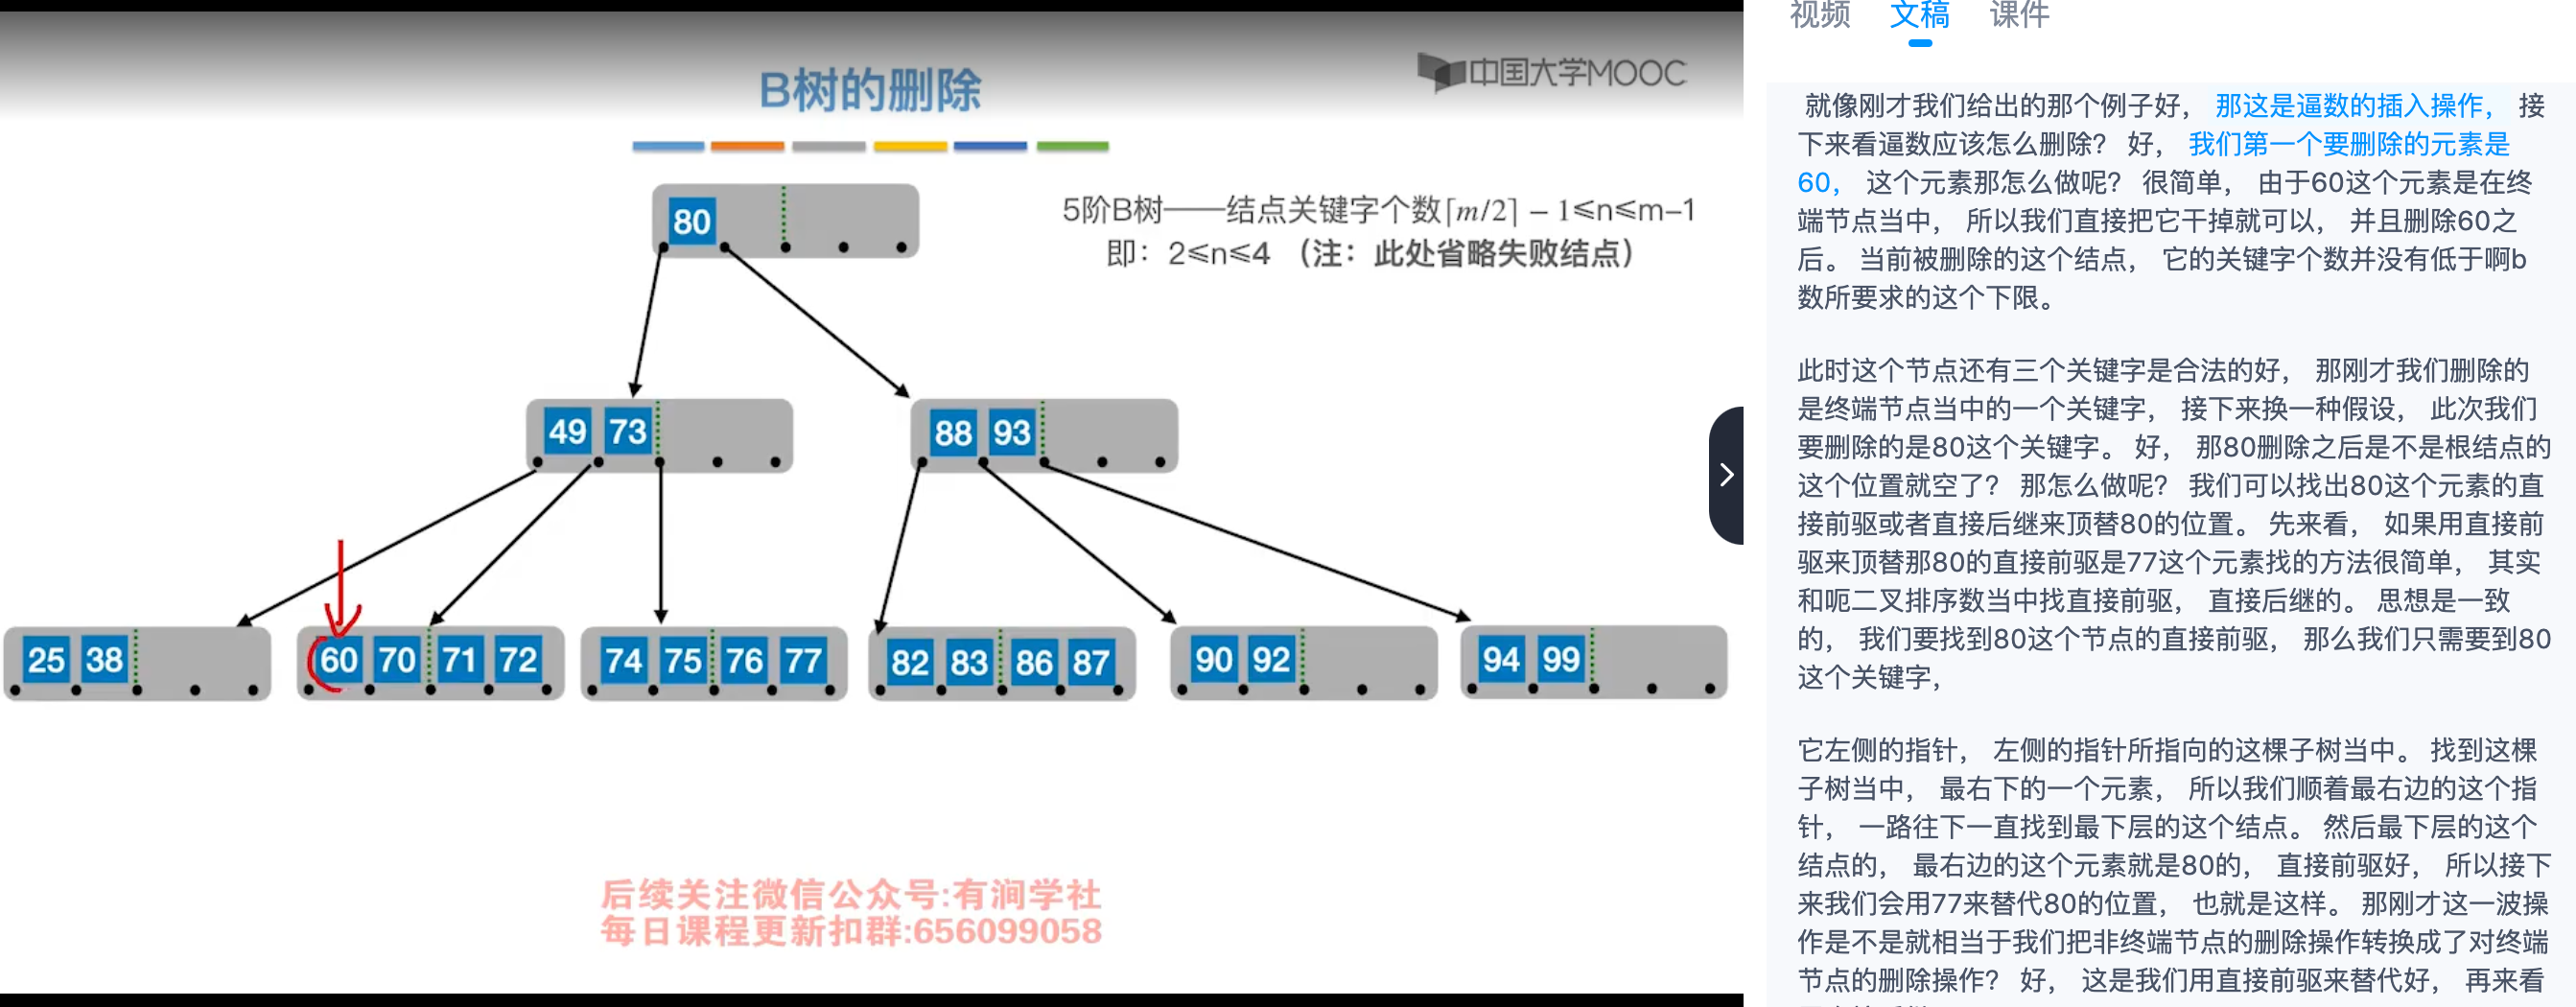 B树的删除
中国大学MOOC
5阶B树——结点关键字个数⌈m/2⌉ − 1≤n≤m−1
即：2≤n≤4 （注：此处省略失败结点）
80
49 73
88 93
25 38
60 70 71 72
74 75 76 77
82 83 86 87
90 92
94 99
后续关注微信公众号:有涧学社
每日课程更新扣群:656099058
视频 文稿 课件
就像刚才我们给出的那个例子好， 那这是逼数的插入操作， 接
下来看逼数应该怎么删除？ 好， 我们第一个要删除的元素是
60， 这个元素那怎么做呢？ 很简单， 由于60这个元素是在终
端节点当中， 所以我们直接把它干掉就可以， 并且删除60之
后。 当前被删除的这个结点， 它的关键字个数并没有低于啊b
数所要求的这个下限。
此时这个节点还有三个关键字是合法的好， 那刚才我们删除的
是终端节点当中的一个关键字， 接下来换一种假设， 此次我们
要删除的是80这个关键字。 好， 那80删除之后是不是根结点的
这个位置就空了？ 那怎么做呢？ 我们可以找出80这个元素的直
接前驱或者直接后继来顶替80的位置。 先来看， 如果用直接前
驱来顶替那80的直接前驱是77这个元素找的方法很简单， 其实
和呃二叉排序数当中找直接前驱， 直接后继的。 思想是一致
的， 我们要找到80这个节点的直接前驱， 那么我们只需要到80
这个关键字，
它左侧的指针， 左侧的指针所指向的这棵子树当中。 找到这棵
子树当中， 最右下的一个元素， 所以我们顺着最右边的这个指
针， 一路往下一直找到最下层的这个结点。 然后最下层的这个
结点的， 最右边的这个元素就是80的， 直接前驱好， 所以接下
来我们会用77来替代80的位置， 也就是这样。 那刚才这一波操
作是不是就相当于我们把非终端节点的删除操作转换成了对终端
节点的删除操作？ 好， 这是我们用直接前驱来替代好， 再来看